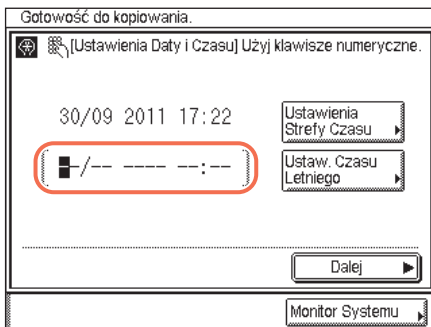 Gotowość do kopiowania.
[Ustawienia Daty i Czasu] Użyj klawisze numeryczne.
30/09 2011 17:22
Ustawienia
Strefy Czasu
--/-- ---- --:--
Ustaw. Czasu
Letniego
Dalej
Monitor Systemu